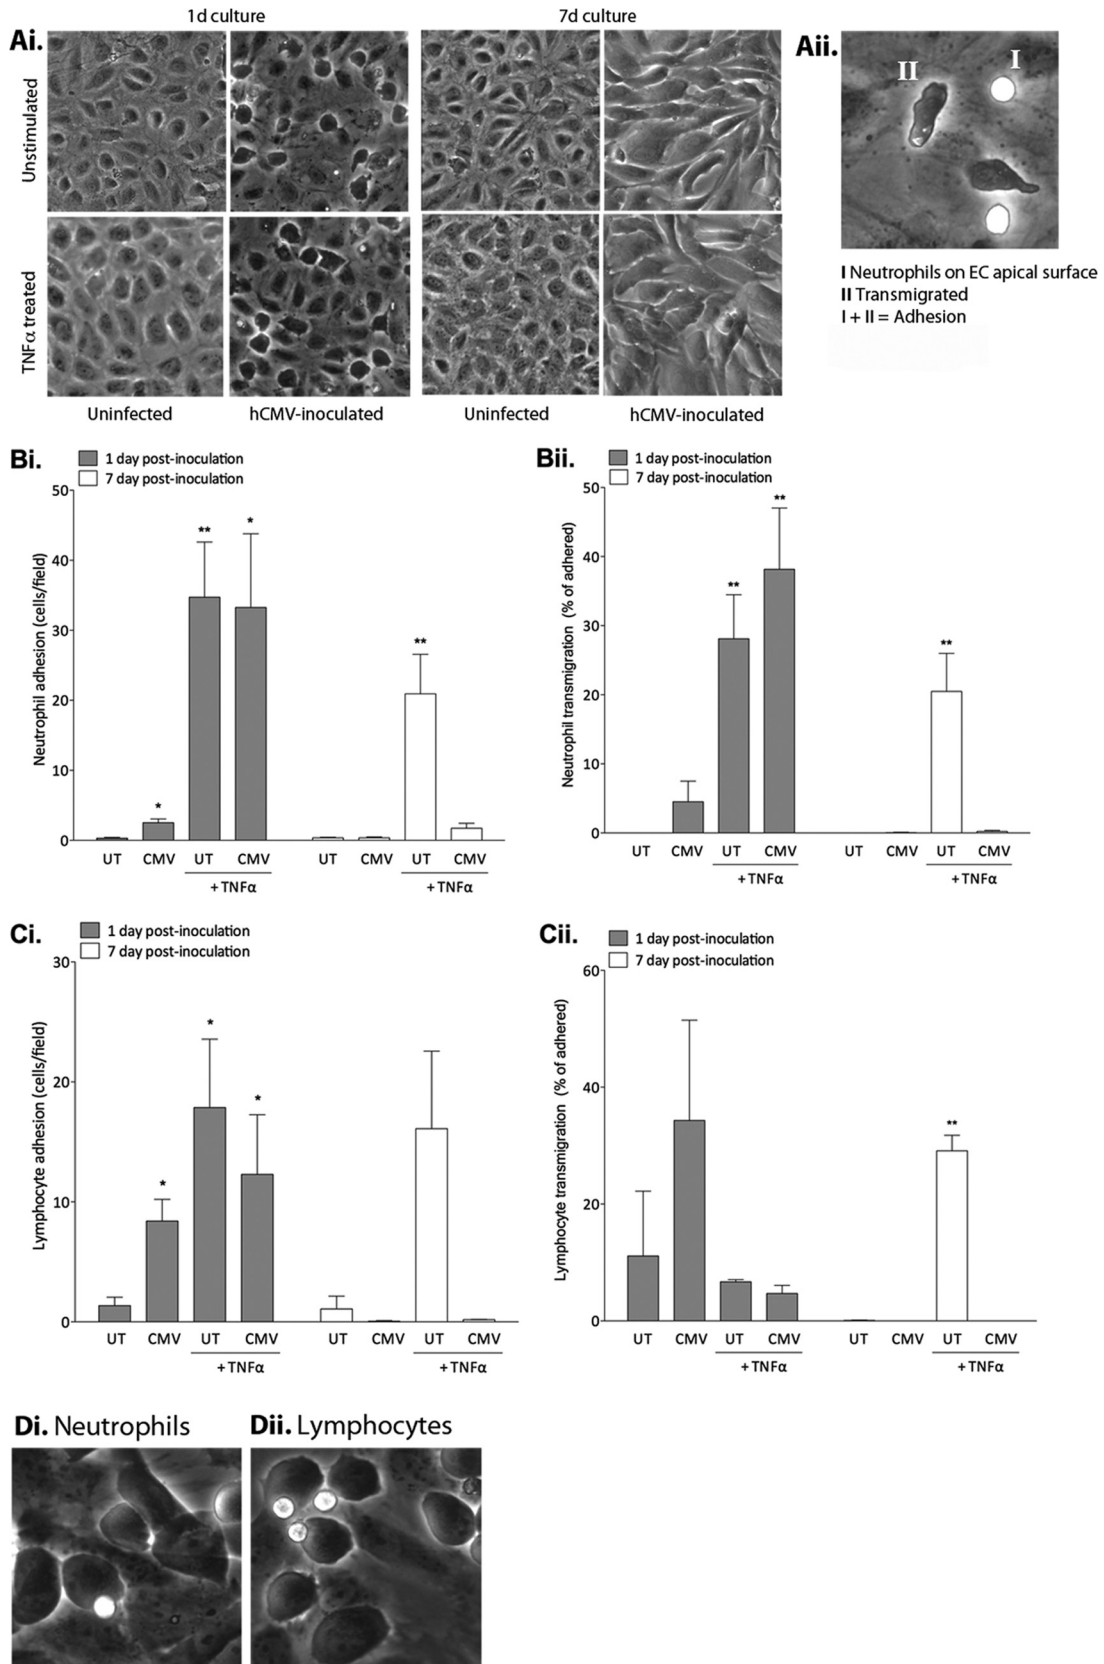 1d culture
7d culture
Ai.
Aii.
Unstimulated
TNFα treated
Uninfected
hCMV-inoculated
Uninfected
hCMV-inoculated
II
I
I Neutrophils on EC apical surface
II Transmigrated
I + II = Adhesion
Bi.
1 day post-inoculation
7 day post-inoculation
Neutrophil adhesion (cells/field)
50
40
30
20
10
0
*
**
*
**
UT CMV UT CMV UT CMV UT CMV
+ TNFα + TNFα
Bii.
1 day post-inoculation
7 day post-inoculation
Neutrophil transmigration (% of adhered)
50
40
30
20
10
0
**
**
**
UT CMV UT CMV UT CMV UT CMV
+ TNFα + TNFα
Ci.
1 day post-inoculation
7 day post-inoculation
Lymphocyte adhesion (cells/field)
30
20
10
0
*
*
*
UT CMV UT CMV UT CMV UT CMV
+ TNFα + TNFα
Cii.
1 day post-inoculation
7 day post-inoculation
Lymphocyte transmigration (% of adhered)
60
40
20
0
**
UT CMV UT CMV UT CMV UT CMV
+ TNFα + TNFα
Di. Neutrophils
Dii. Lymphocytes